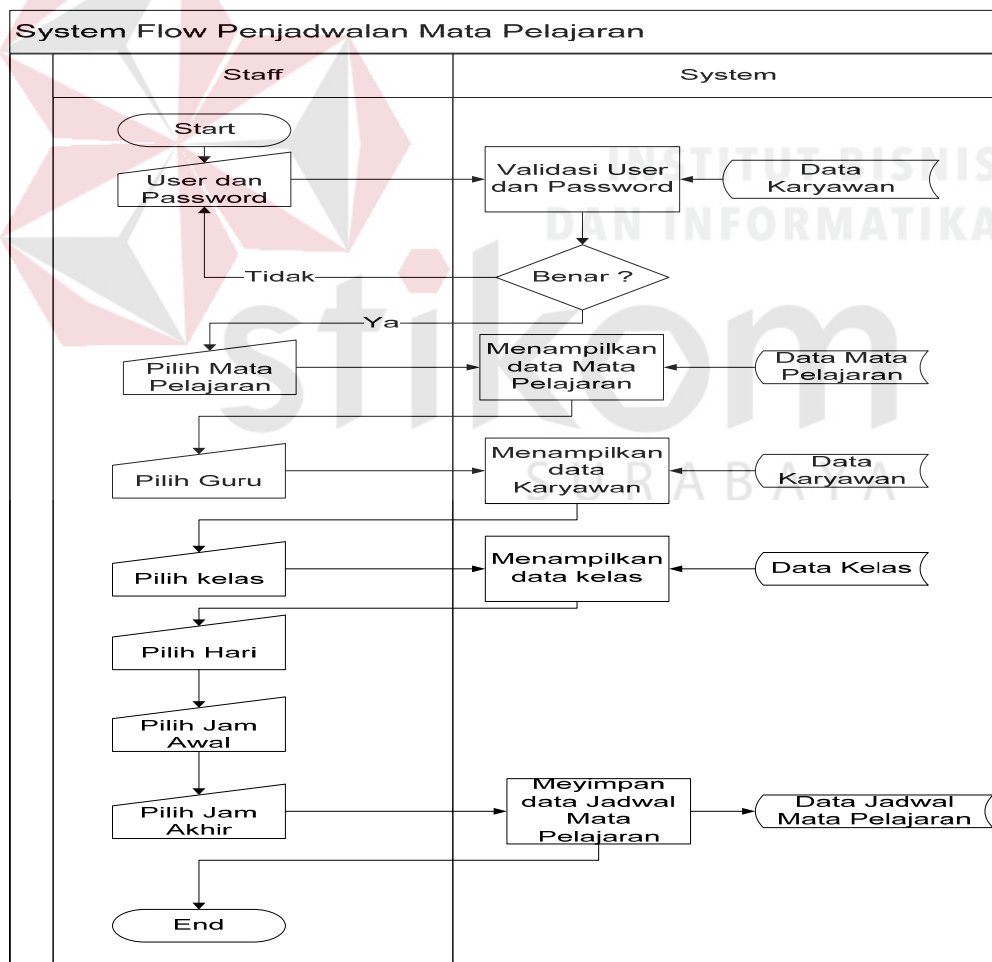 System Flow Penjadwalan Mata Pelajaran
Staff
System
Start
User dan
Password
Validasi User
dan Password
Data
Karyawan
INSTITUT BISNIS
DAN INFORMATIKA
Benar ?
Tidak
Ya
stikom
SURABAYA
Pilih Mata
Pelajaran
Menampilkan
data Mata
Pelajaran
Data Mata
Pelajaran
Pilih Guru
Menampilkan
data
Karyawan
Data
Karyawan
Pilih kelas
Menampilkan
data kelas
Data Kelas
Pilih Hari
Pilih Jam
Awal
Pilih Jam
Akhir
Meyimpan
data Jadwal
Mata
Pelajaran
Data Jadwal
Mata Pelajaran
End